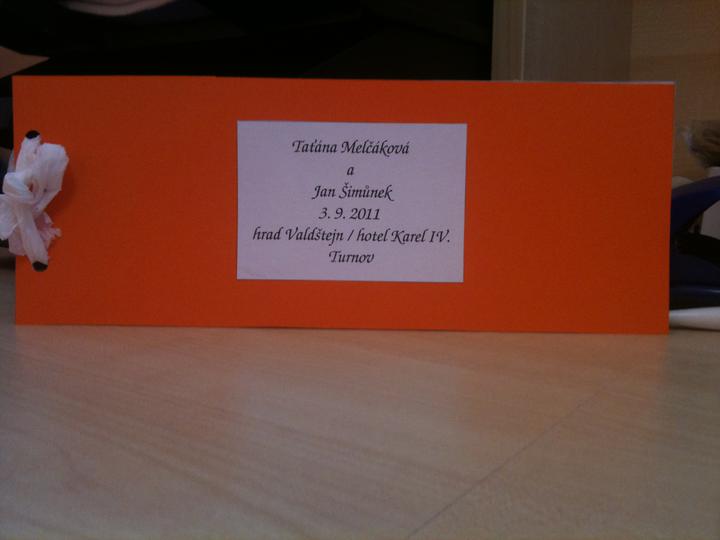 Taťána Melčáková
a
Jan Šimůnek
3. 9. 2011
hrad Valdštejn / hotel Karel IV.
Turnov